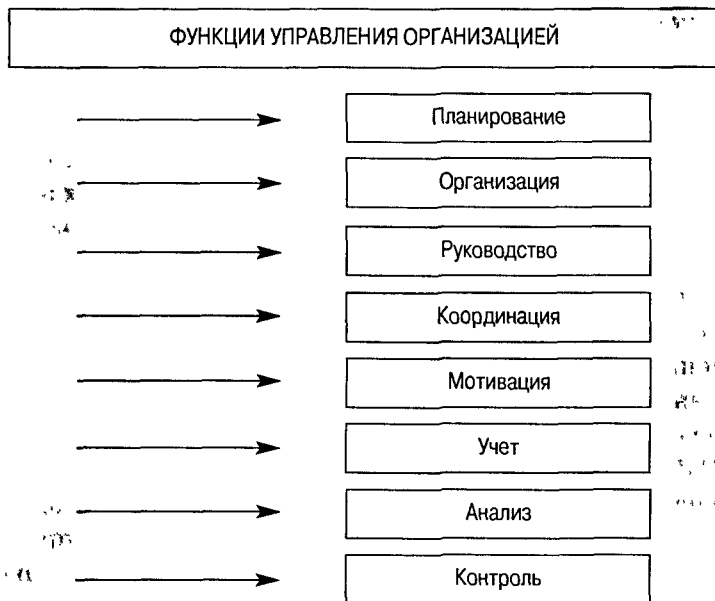 ФУНКЦИИ УПРАВЛЕНИЯ ОРГАНИЗАЦИЕЙ
Планирование
Организация
Руководство
Координация
Мотивация
Учет
Анализ
Контроль